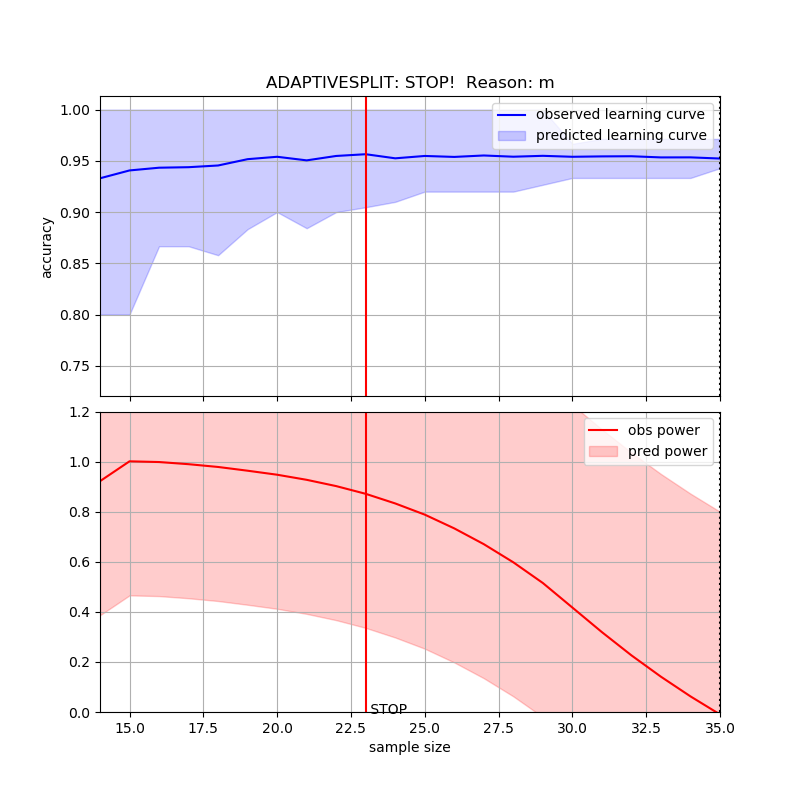 ADAPTIVESPLIT: STOP!  Reason: m
1.00
0.95
0.90
0.85
0.80
0.75
accuracy
observed learning curve
predicted learning curve
1.2
1.0
0.8
0.6
0.4
0.2
0.0
obs power
pred power
STOP
15.0 17.5 20.0 22.5 25.0 27.5 30.0 32.5 35.0
sample size